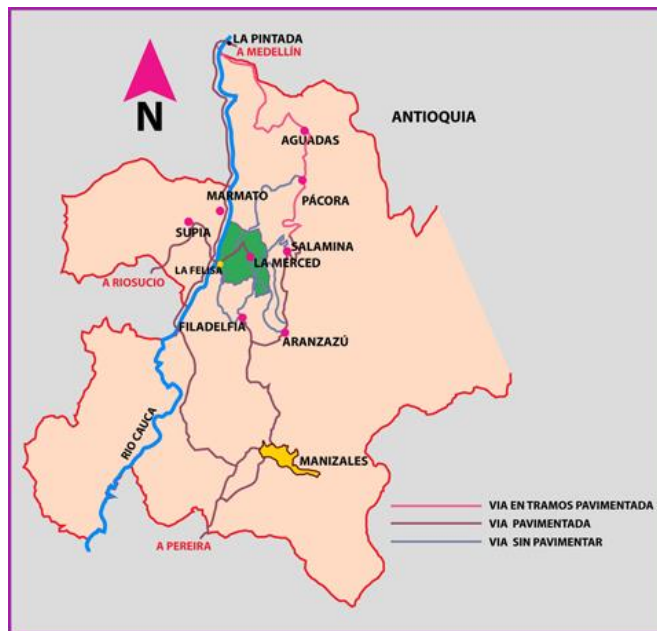 LA PINTADA
A MEDELLÍN
N
ANTIOQUIA
AGUADAS
PÁCORA
MARMATO
SUPIA
SALAMINA
LA MERCED
LA FELISA
A RIOSUCIO
FILADELFIA
ARANZAZÚ
RIO CAUCA
MANIZALES
VIA EN TRAMOS PAVIMENTADA
VIA PAVIMENTADA
VIA SIN PAVIMENTAR
A PEREIRA